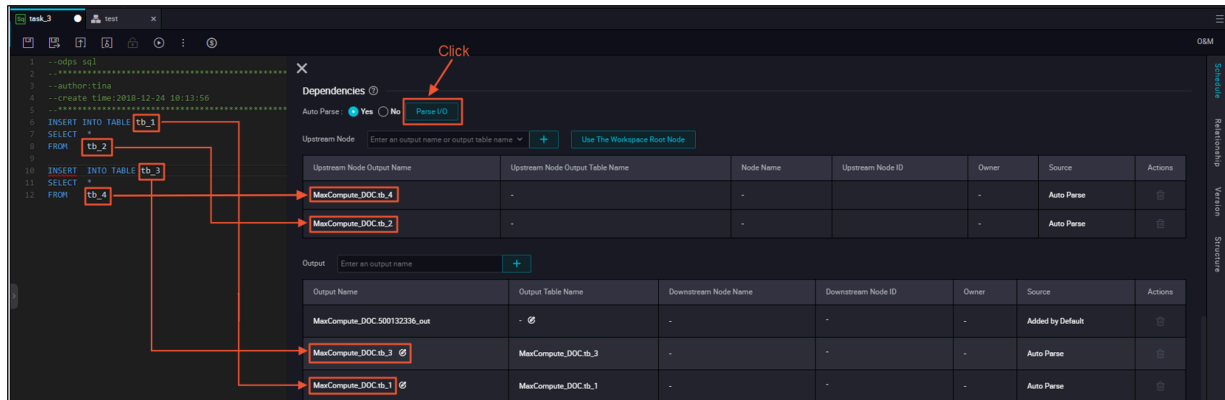 Sq task_3 test ×
O&M
Click
1 --odps sql
2 --********************************************
3 --author:tina
4 --create time:2018-12-24 10:13:56
5 --********************************************
6 INSERT INTO TABLE tb_1
7 SELECT *
8 FROM tb_2
9
10 INSERT INTO TABLE tb_3
11 SELECT *
12 FROM tb_4
Dependencies
Auto Parse: Yes No Parse I/O
Upstream Node Enter an output name or output table name + Use The Workspace Root Node
Upstream Node Output Name Upstream Node Output Table Name Node Name Upstream Node ID Owner Source Actions
MaxCompute_DOC.tb_4 - - - Auto Parse
MaxCompute_DOC.tb_2 - - - Auto Parse
Output Enter an output name +
Output Name Output Table Name Downstream Node Name Downstream Node ID Owner Source Actions
MaxCompute_DOC.500132336_out - - - - Added by Default
MaxCompute_DOC.tb_3 MaxCompute_DOC.tb_3 - - - Auto Parse
MaxCompute_DOC.tb_1 MaxCompute_DOC.tb_1 - - - Auto Parse
Schedule
Relationship
Version
Structure